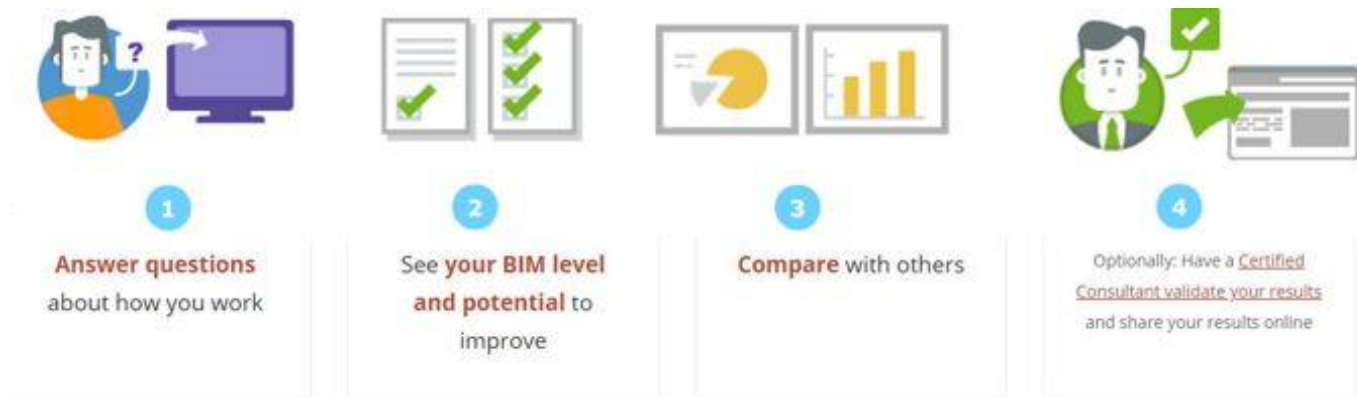 ?
1
Answer questions
about how you work
2
See your BIM level
and potential to
improve
3
Compare with others
4
Optionally: Have a Certified
Consultant validate your results
and share your results online